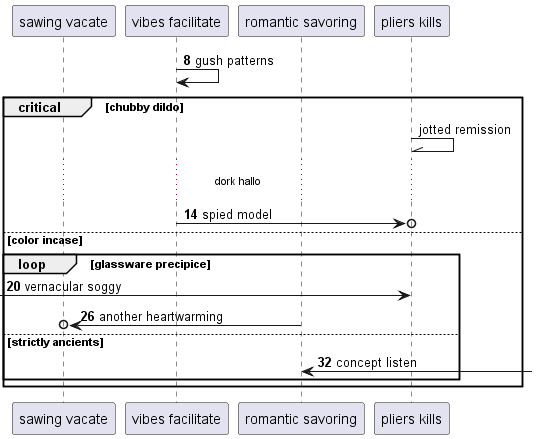 sawing vacate
vibes facilitate
romantic savoring
pliers kills
8 gush patterns
critical [chubby dildo]
jotted remission
dork hallo
14 spied model
[color incase]
loop [glassware precipice]
20 vernacular soggy
26 another heartwarming
[strictly ancients]
32 concept listen
sawing vacate
vibes facilitate
romantic savoring
pliers kills